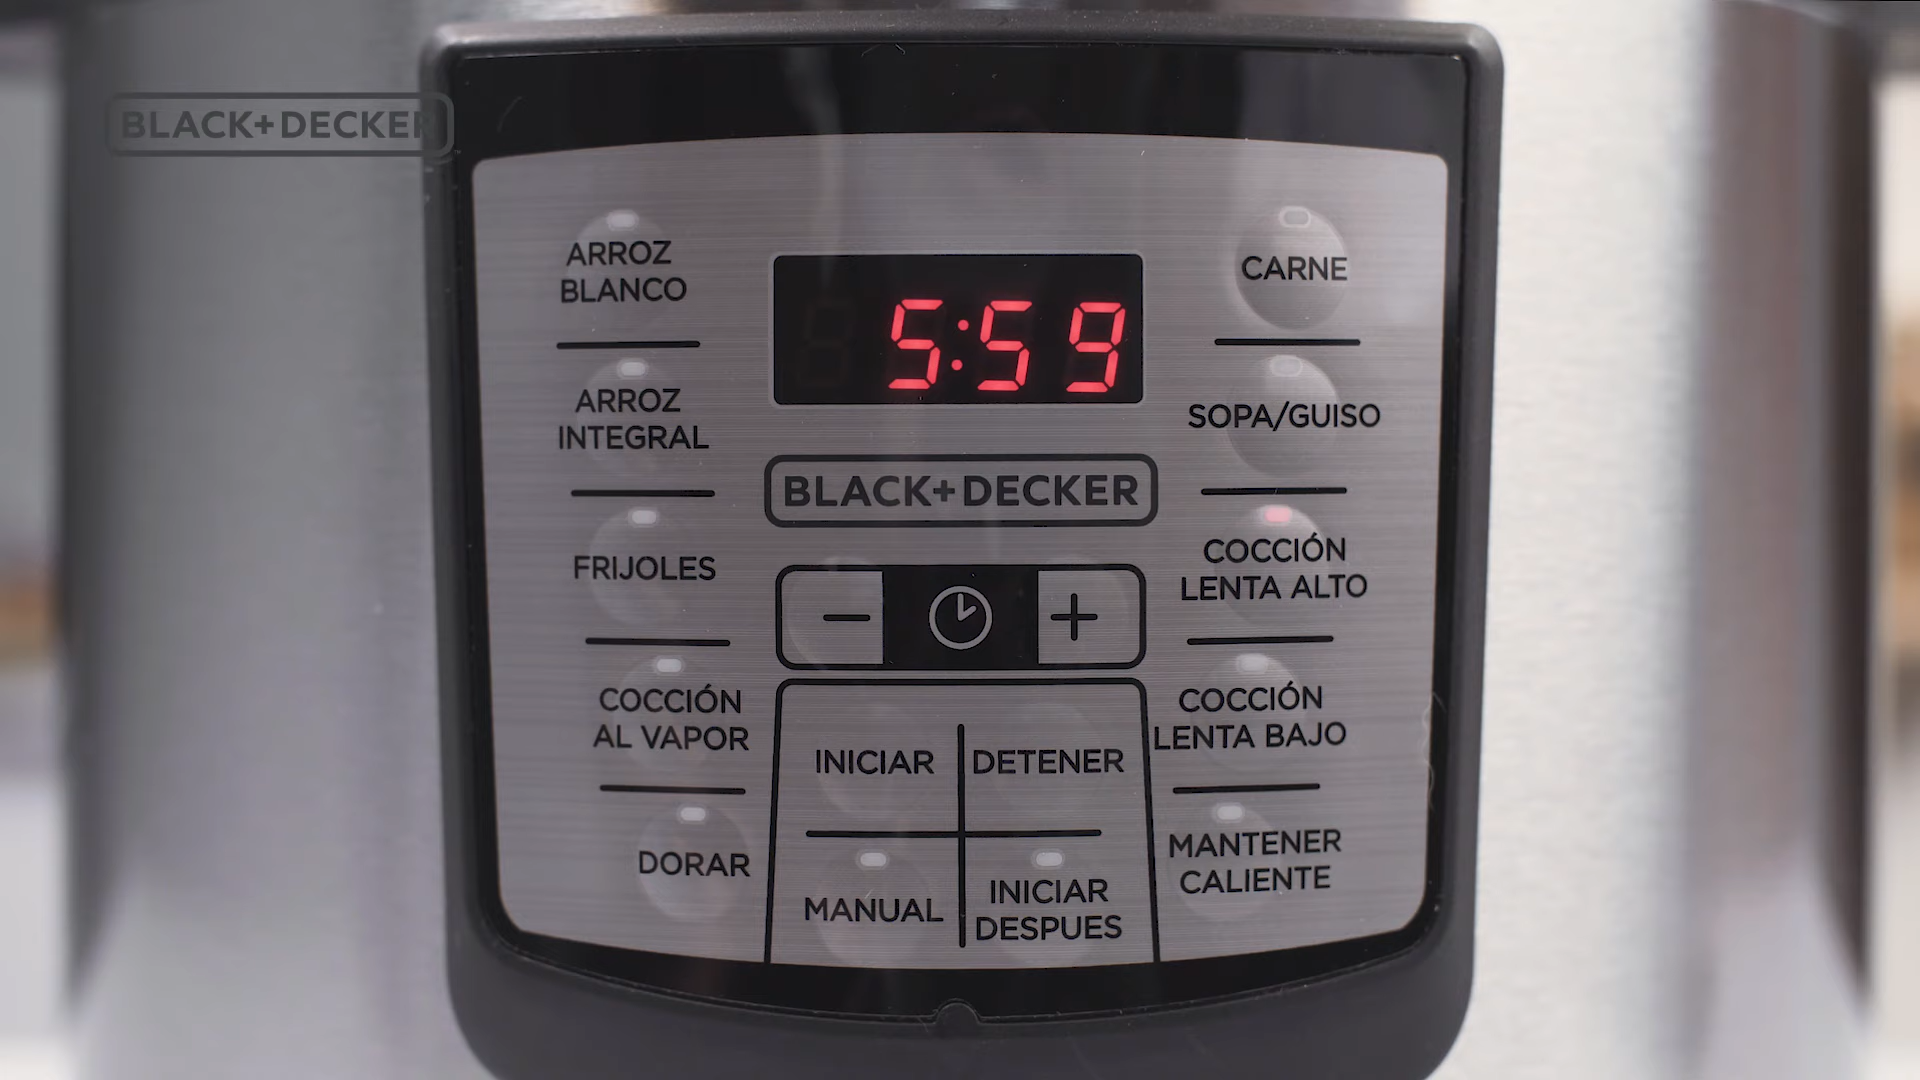 BLACK+DECKER
ARROZ
BLANCO
ARROZ
INTEGRAL
FRIJOLES
COCCIÓN
AL VAPOR
DORAR
5:59
BLACK+DECKER
−
+
INICIAR
DETENER
MANUAL
INICIAR
DESPUES
CARNE
SOPA/GUISO
COCCIÓN
LENTA ALTO
COCCIÓN
LENTA BAJO
MANTENER
CALIENTE